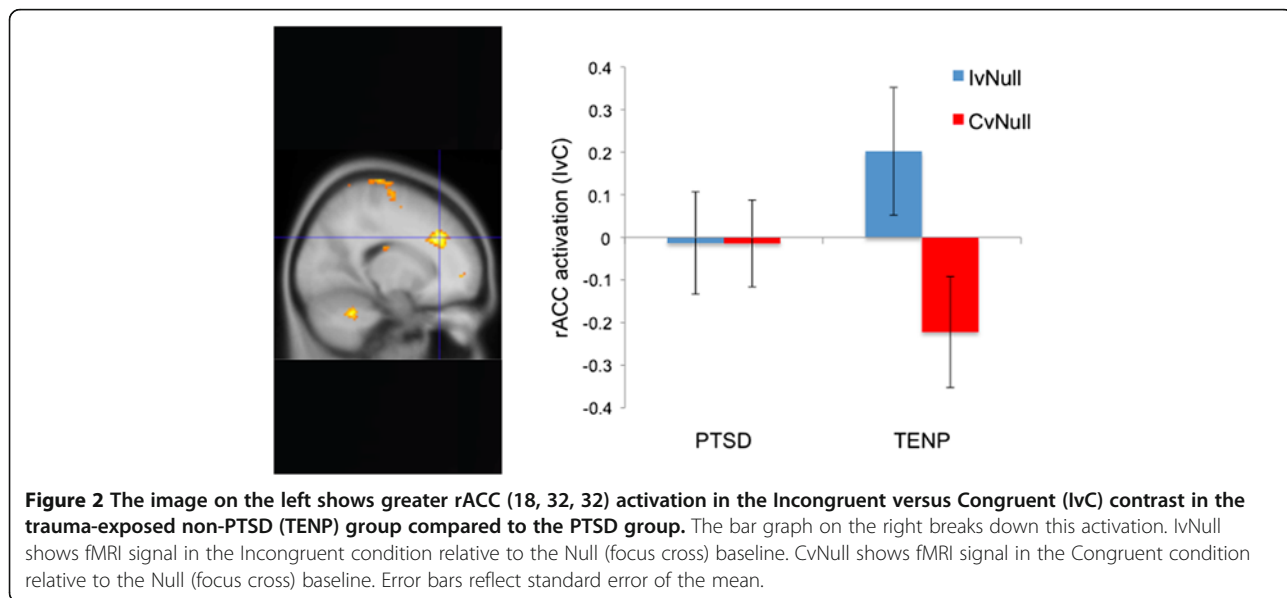 0.4
0.3
0.2
0.1
0
-0.1
-0.2
-0.3
-0.4
rACC activation (IvC)
IvNull
CvNull
PTSD
TENP
Figure 2 The image on the left shows greater rACC (18, 32, 32) activation in the Incongruent versus Congruent (IvC) contrast in the
trauma-exposed non-PTSD (TENP) group compared to the PTSD group. The bar graph on the right breaks down this activation. IvNull
shows fMRI signal in the Incongruent condition relative to the Null (focus cross) baseline. CvNull shows fMRI signal in the Congruent condition
relative to the Null (focus cross) baseline. Error bars reflect standard error of the mean.